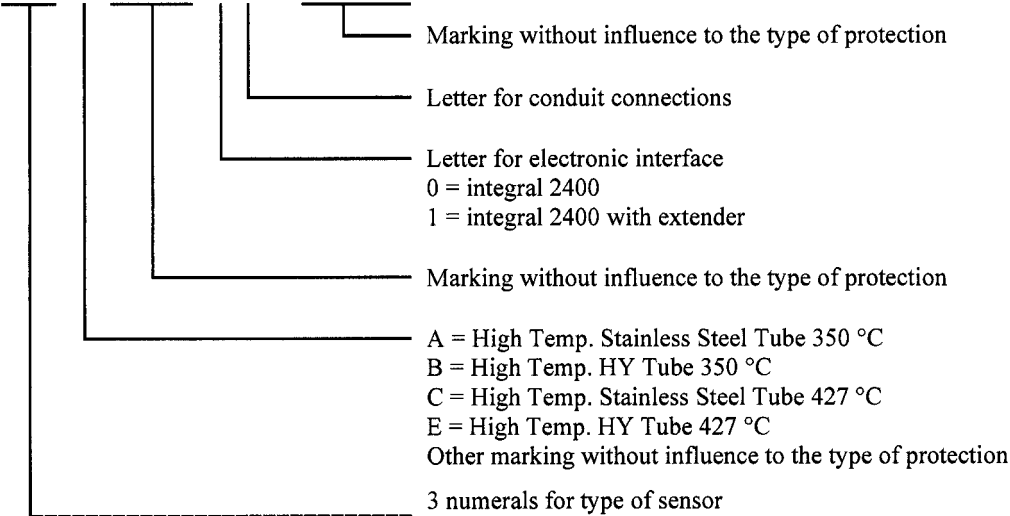 Marking without influence to the type of protection
Letter for conduit connections
Letter for electronic interface
0 = integral 2400
1 = integral 2400 with extender
Marking without influence to the type of protection
A = High Temp. Stainless Steel Tube 350 °C
B = High Temp. HY Tube 350 °C
C = High Temp. Stainless Steel Tube 427 °C
E = High Temp. HY Tube 427 °C
Other marking without influence to the type of protection
3 numerals for type of sensor